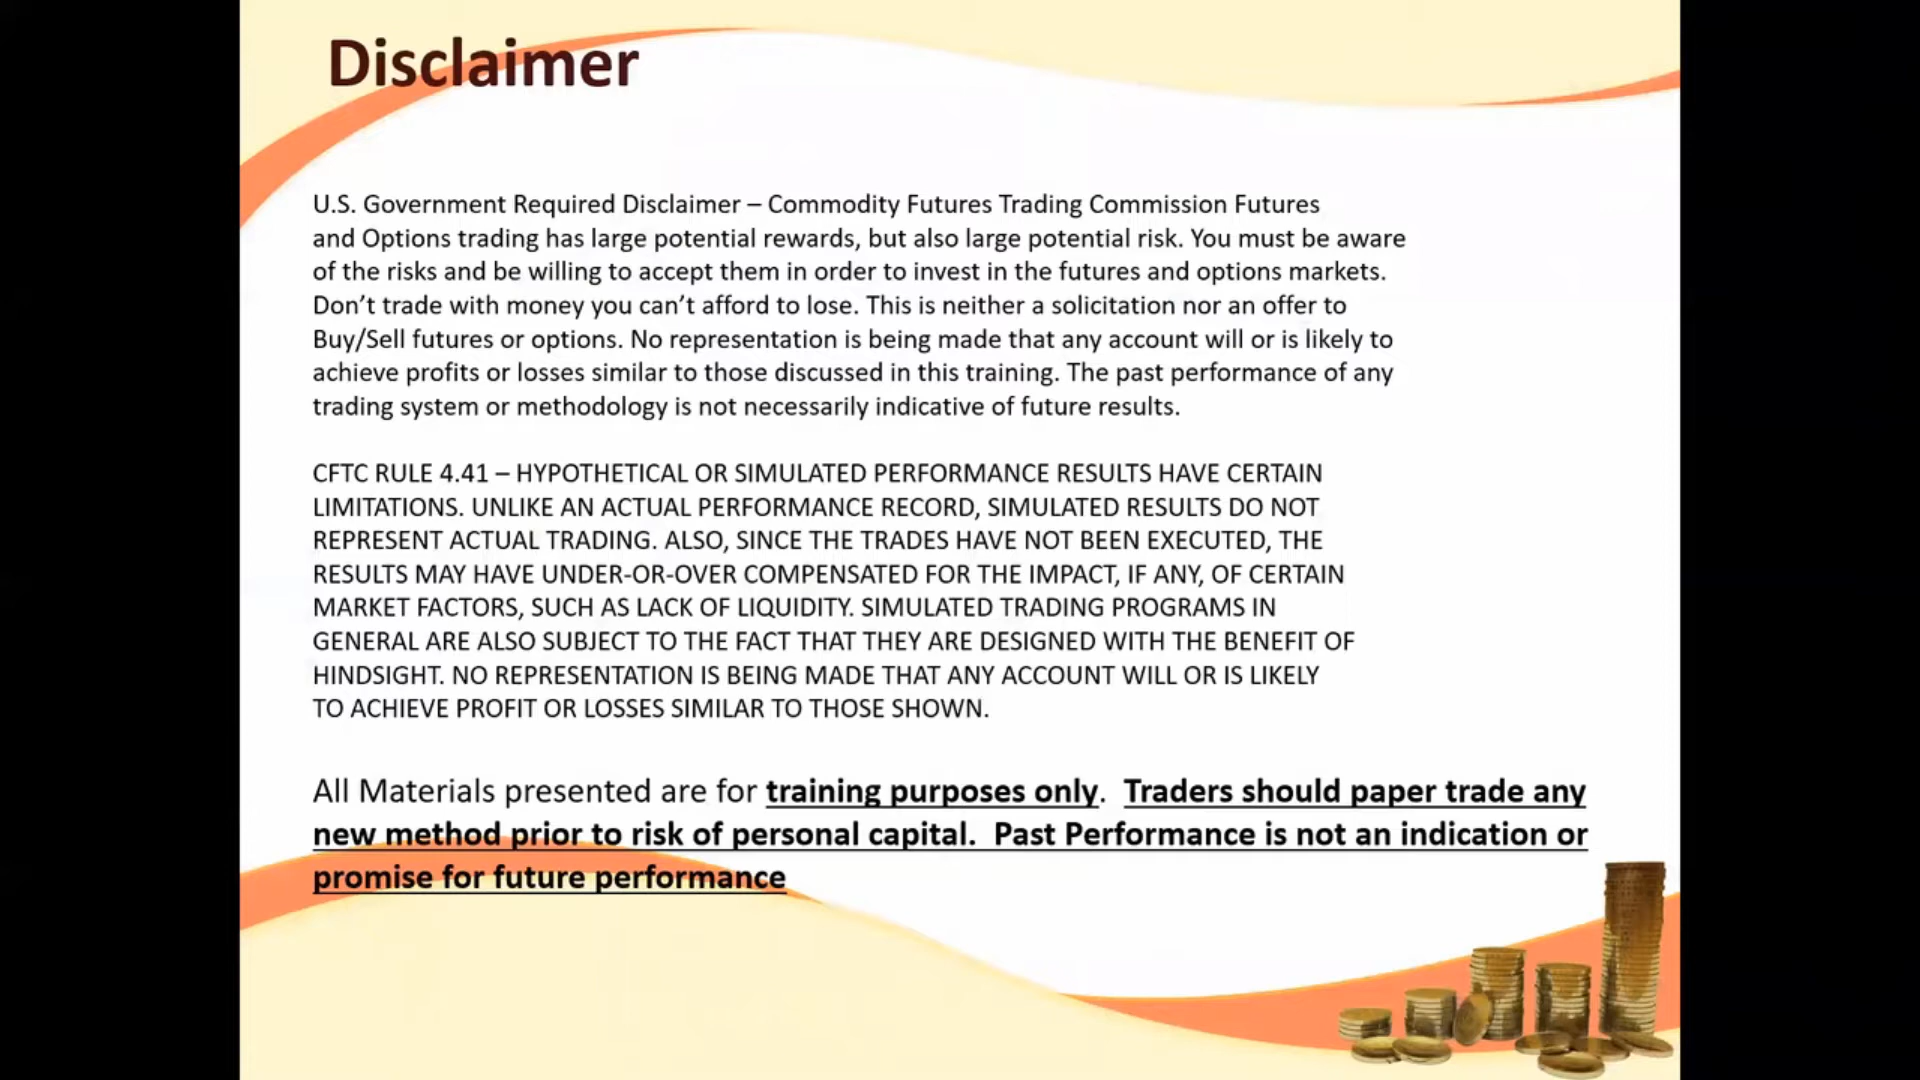 Disclaimer
U.S. Government Required Disclaimer – Commodity Futures Trading Commission Futures
and Options trading has large potential rewards, but also large potential risk. You must be aware
of the risks and be willing to accept them in order to invest in the futures and options markets.
Don’t trade with money you can’t afford to lose. This is neither a solicitation nor an offer to
Buy/Sell futures or options. No representation is being made that any account will or is likely to
achieve profits or losses similar to those discussed in this training. The past performance of any
trading system or methodology is not necessarily indicative of future results.
CFTC RULE 4.41 – HYPOTHETICAL OR SIMULATED PERFORMANCE RESULTS HAVE CERTAIN
LIMITATIONS. UNLIKE AN ACTUAL PERFORMANCE RECORD, SIMULATED RESULTS DO NOT
REPRESENT ACTUAL TRADING. ALSO, SINCE THE TRADES HAVE NOT BEEN EXECUTED, THE
RESULTS MAY HAVE UNDER-OR-OVER COMPENSATED FOR THE IMPACT, IF ANY, OF CERTAIN
MARKET FACTORS, SUCH AS LACK OF LIQUIDITY. SIMULATED TRADING PROGRAMS IN
GENERAL ARE ALSO SUBJECT TO THE FACT THAT THEY ARE DESIGNED WITH THE BENEFIT OF
HINDSIGHT. NO REPRESENTATION IS BEING MADE THAT ANY ACCOUNT WILL OR IS LIKELY
TO ACHIEVE PROFIT OR LOSSES SIMILAR TO THOSE SHOWN.
All Materials presented are for training purposes only.  Traders should paper trade any
new method prior to risk of personal capital.  Past Performance is not an indication or
promise for future performance